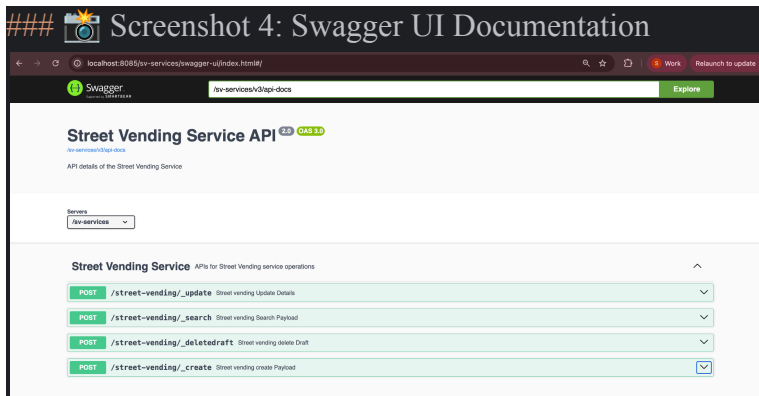 ### 📸 Screenshot 4: Swagger UI Documentation
localhost:8085/sv-services/swagger-ui/index.html#/
S Work
Relaunch to update
Swagger
Supported by SMARTBEAR
/sv-services/v3/api-docs
Explore
Street Vending Service API 2.0 OAS 3.0
/sv-services/v3/api-docs
API details of the Street Vending Service
Servers
/sv-services
Street Vending Service APIs for Street Vending service operations
POST /street-vending/_update Street vending Update Details
POST /street-vending/_search Street vending Search Payload
POST /street-vending/_deletedraft Street vending delete Draft
POST /street-vending/_create Street vending create Payload